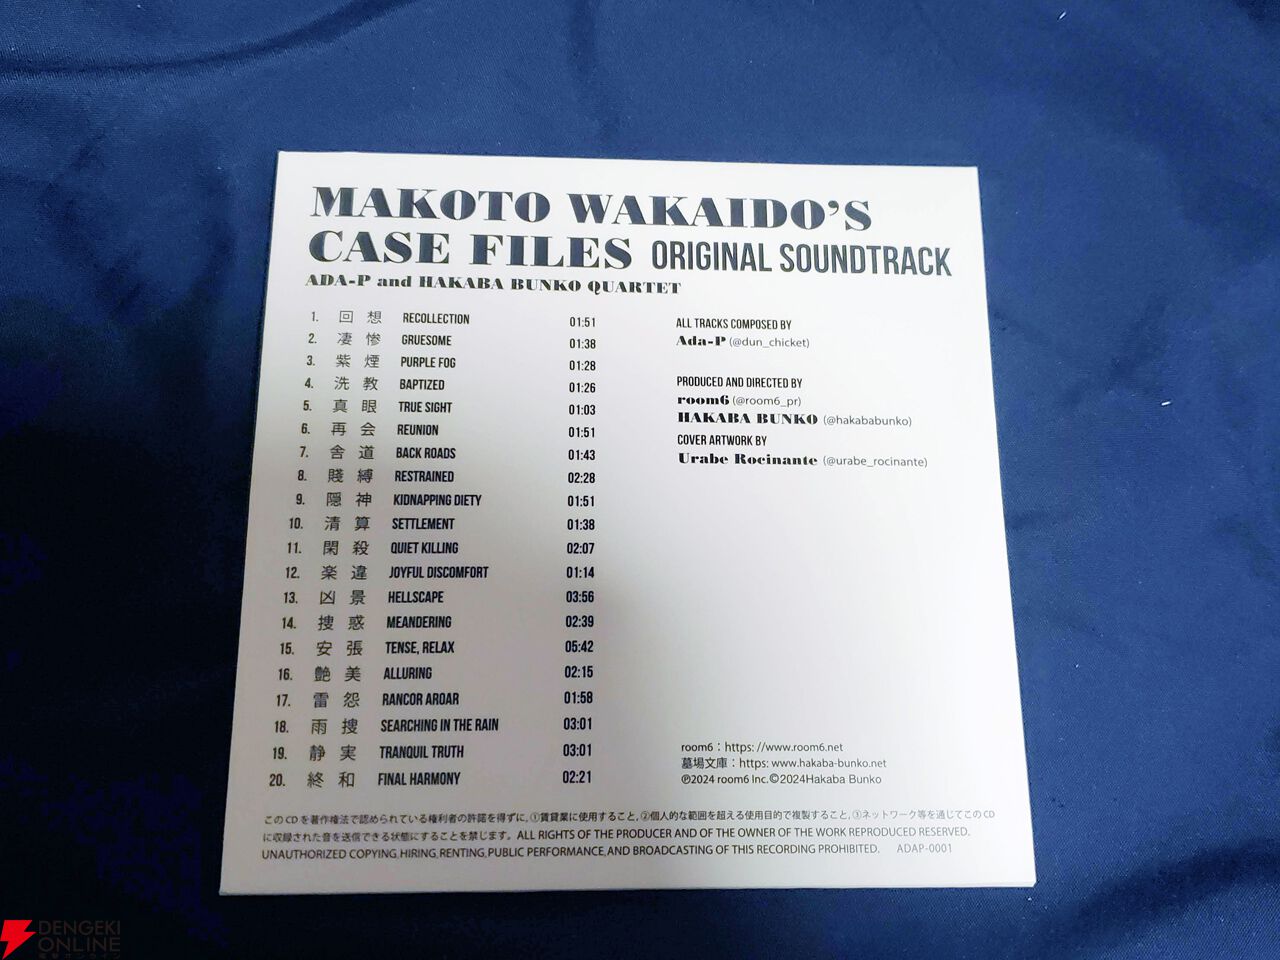 MAKOTO WAKAIDO'S
CASE FILES ORIGINAL SOUNDTRACK
ADA-P and HAKABA BUNKO QUARTET
1. 回想 RECOLLECTION 01:51
2. 凄惨 GRUESOME 01:38
3. 紫煙 PURPLE FOG 01:28
4. 洗教 BAPTIZED 01:26
5. 真眼 TRUE SIGHT 01:03
6. 再会 REUNION 01:51
7. 舎道 BACK ROADS 01:43
8. 賤縛 RESTRAINED 02:28
9. 隠神 KIDNAPPING DIETY 01:51
10. 清算 SETTLEMENT 01:38
11. 閑殺 QUIET KILLING 02:07
12. 楽違 JOYFUL DISCOMFORT 01:14
13. 凶景 HELLSCAPE 03:56
14. 捜惑 MEANDERING 02:39
15. 安張 TENSE, RELAX 05:42
16. 艶美 ALLURING 02:15
17. 雷怨 RANCOR AROAR 01:58
18. 雨捜 SEARCHING IN THE RAIN 03:01
19. 静実 TRANQUIL TRUTH 03:01
20. 終和 FINAL HARMONY 02:21
ALL TRACKS COMPOSED BY
Ada-P (@dun_chicket)
PRODUCED AND DIRECTED BY
room6 (@room6_pr)
HAKABA BUNKO (@hakababunko)
COVER ARTWORK BY
Urabe Rocinante (@urabe_rocinante)
room6：https: //www.room6.net
墓場文庫：https: www.hakaba-bunko.net
℗2024 room6 Inc.©2024Hakaba Bunko
このCDを著作権法で認められている権利者の許諾を得ずに,①賃貸業に使用すること,②個人的な範囲を超える使用目的で複製すること,③ネットワーク等を通じてこのCD
に収録された音を送信できる状態にすることを禁じます。ALL RIGHTS OF THE PRODUCER AND OF THE OWNER OF THE WORK REPRODUCED RESERVED.
UNAUTHORIZED COPYING,HIRING,RENTING,PUBLIC PERFORMANCE,AND BROADCASTING OF THIS RECORDING PROHIBITED. ADAP-0001
DENGEKI
ONLINE